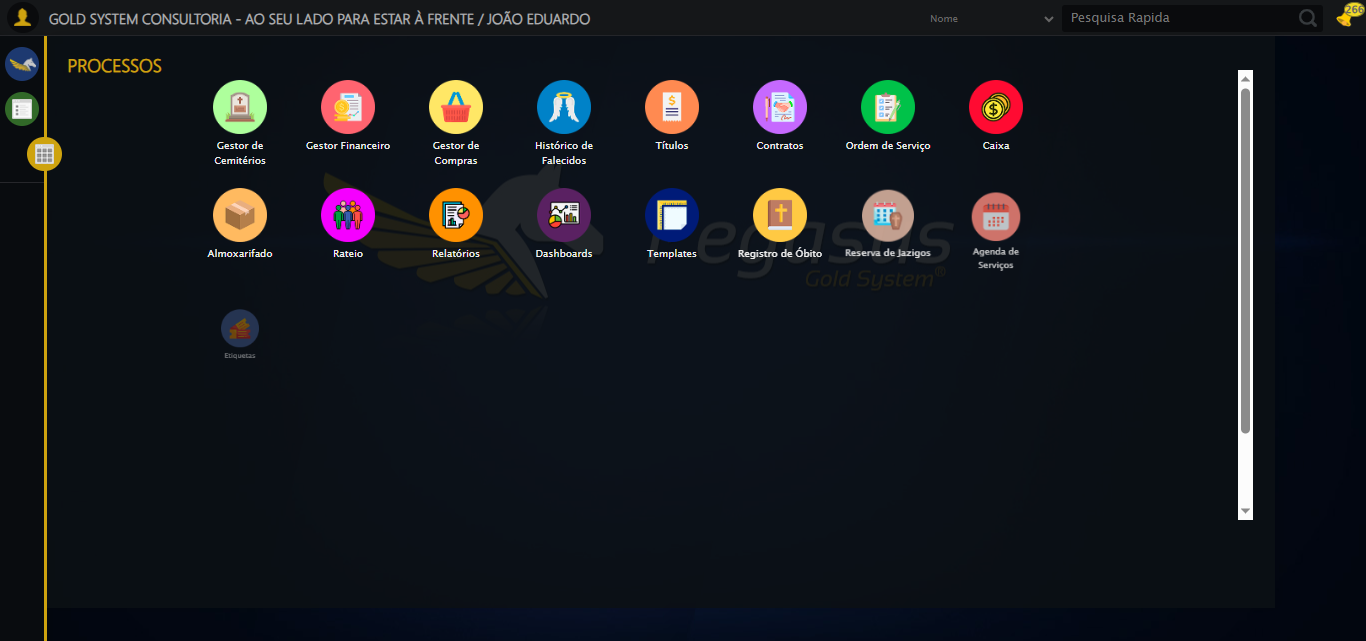 GOLD SYSTEM CONSULTORIA - AO SEU LADO PARA ESTAR À FRENTE / JOÃO EDUARDO
Nome
Pesquisa Rapida
266
PROCESSOS
Gestor de
Cemitérios
Gestor Financeiro
Gestor de
Compras
Histórico de
Falecidos
Títulos
Contratos
Ordem de Serviço
Caixa
Almoxarifado
Rateio
Relatórios
Dashboards
Templates
Registro de Óbito
Reserva de Jazigos
Agenda de
Serviços
Pegasus
Gold System®
Etiquetas